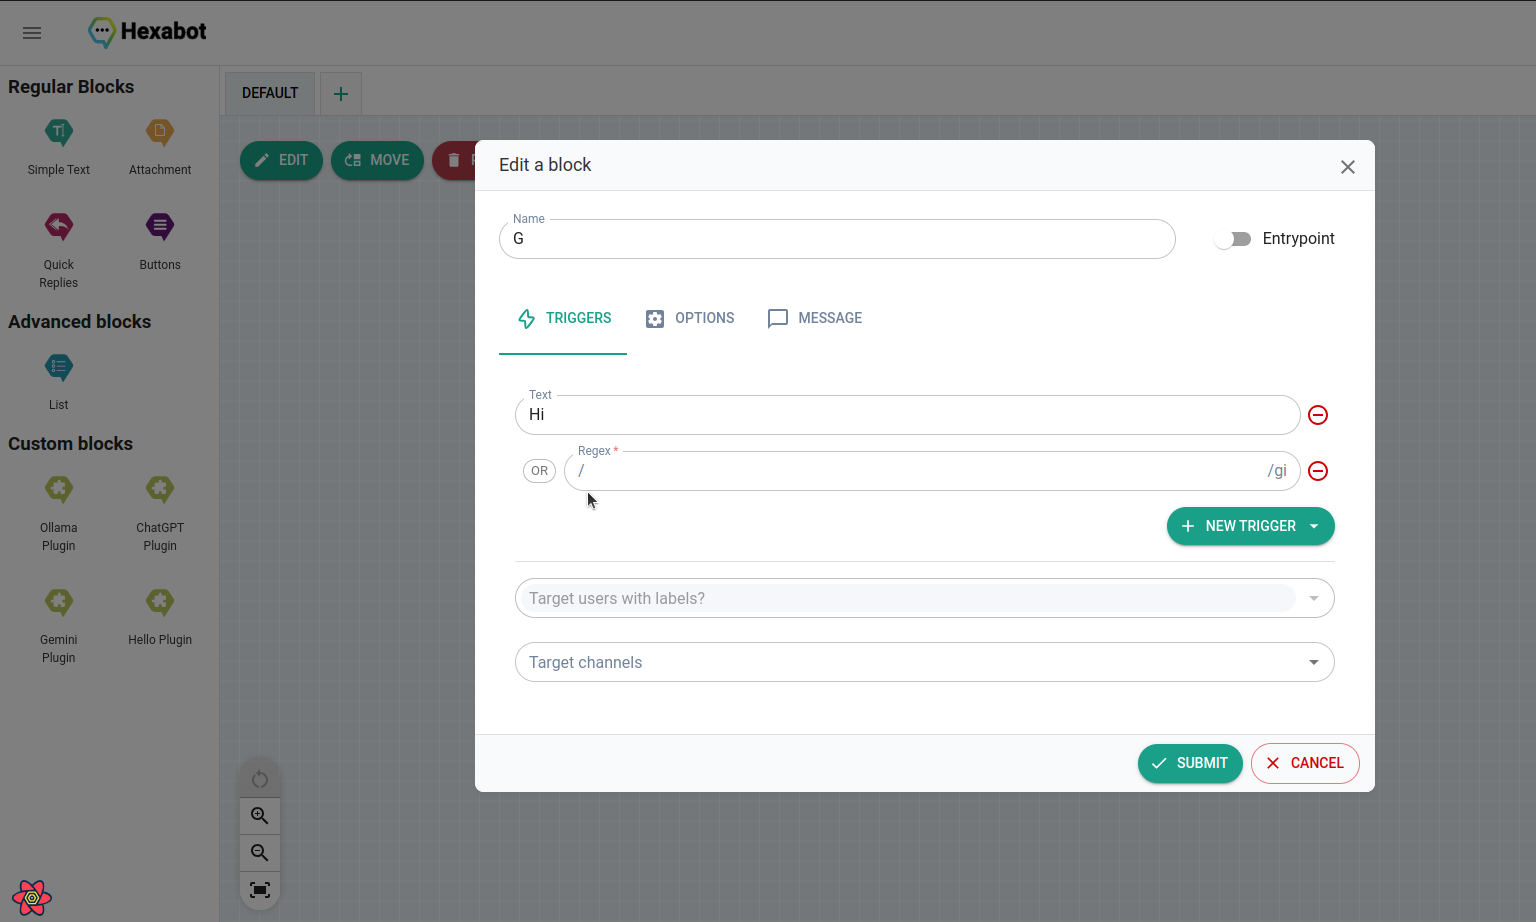 Hexabot
Regular Blocks
Simple Text
Attachment
Quick
Replies
Buttons
Advanced blocks
List
Custom blocks
Ollama
Plugin
ChatGPT
Plugin
Gemini
Plugin
Hello Plugin
DEFAULT
EDIT
MOVE
Edit a block
Name
G
Entrypoint
TRIGGERS
OPTIONS
MESSAGE
Text
Hi
OR
Regex *
/
/gi
NEW TRIGGER
Target users with labels?
Target channels
SUBMIT
CANCEL